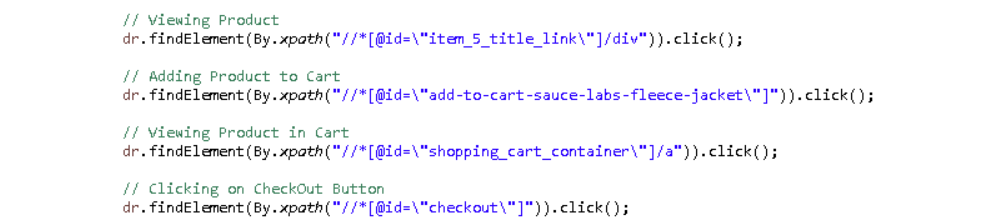 // Viewing Product
dr.findElement(By.xpath("//*[@id=\"item_5_title_link\"]/div")).click();
// Adding Product to Cart
dr.findElement(By.xpath("//*[@id=\"add-to-cart-sauce-labs-fleece-jacket\"]")).click();
// Viewing Product in Cart
dr.findElement(By.xpath("//*[@id=\"shopping_cart_container\"]/a")).click();
// Clicking on CheckOut Button
dr.findElement(By.xpath("//*[@id=\"checkout\"]")).click();